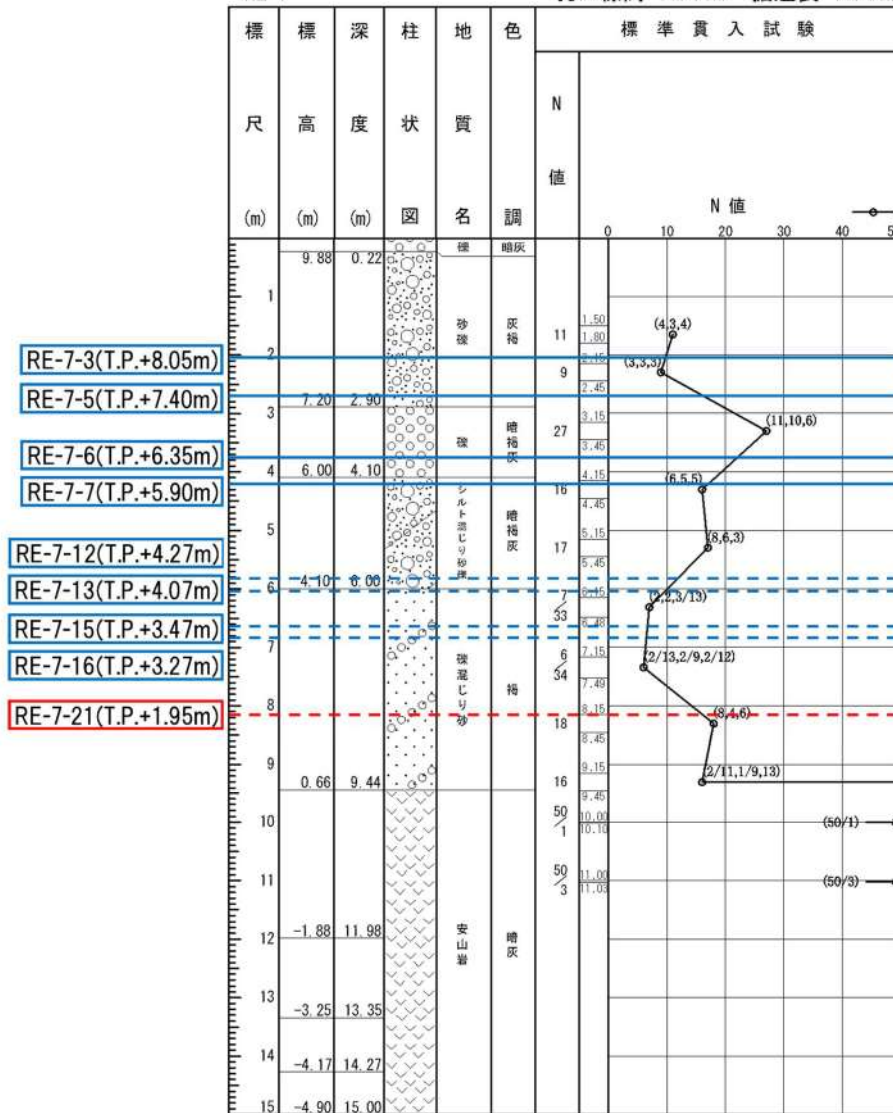 標尺(m)
標高(m)
深度(m)
柱状図
地質名
色調
標準貫入試験
N値
N 値
0 10 20 30 40
礫 暗灰
9.88 0.22
1
砂礫 灰褐
11 1.50 1.80 (4,3,4)
2
RE-7-3(T.P.+8.05m)
9 2.15 2.45 (3,3,3)
RE-7-5(T.P.+7.40m)
7.20 2.90
3
礫 暗褐灰
27 3.15 3.45 (11,10,6)
RE-7-6(T.P.+6.35m)
4 6.00 4.10
RE-7-7(T.P.+5.90m)
16 4.15 4.45 (6,5,5)
シルト混じり砂礫 暗褐灰
5
17 5.15 5.45 (8,6,3)
RE-7-12(T.P.+4.27m)
6 4.10 6.00
RE-7-13(T.P.+4.07m)
7/33 6.15 6.48 (2,2,3/13)
RE-7-15(T.P.+3.47m)
RE-7-16(T.P.+3.27m)
7
礫混じり砂 褐
6/34 7.15 7.49 (2/13,2/9,2/12)
8
RE-7-21(T.P.+1.95m)
18 8.15 8.45 (8,4,6)
9
0.66 9.44
16 9.15 9.45 (2/11,1/9,13)
10
50/1 10.00 10.10 (50/1)
11
50/3 11.00 11.03 (50/3)
安山岩 暗灰
-1.88 11.98
12
13
-3.25 13.35
14
-4.17 14.27
15 -4.90 15.00